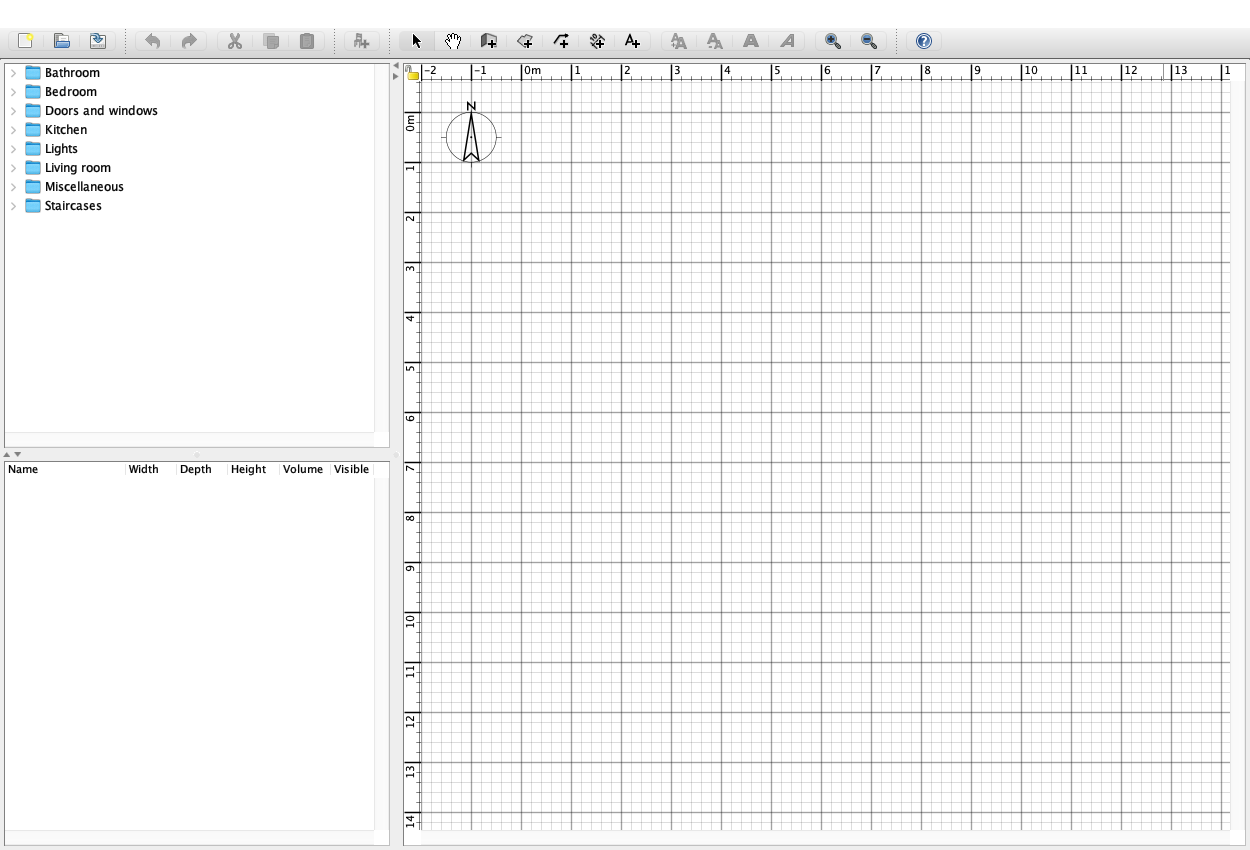 -2 -1 0m 1 2 3 4 5 6 7 8 9 10 11 12 13 1
Bathroom
Bedroom
Doors and windows
Kitchen
Lights
Living room
Miscellaneous
Staircases
Name Width Depth Height Volume Visible
N
0m
1
2
3
4
5
6
7
8
9
10
11
12
13
14